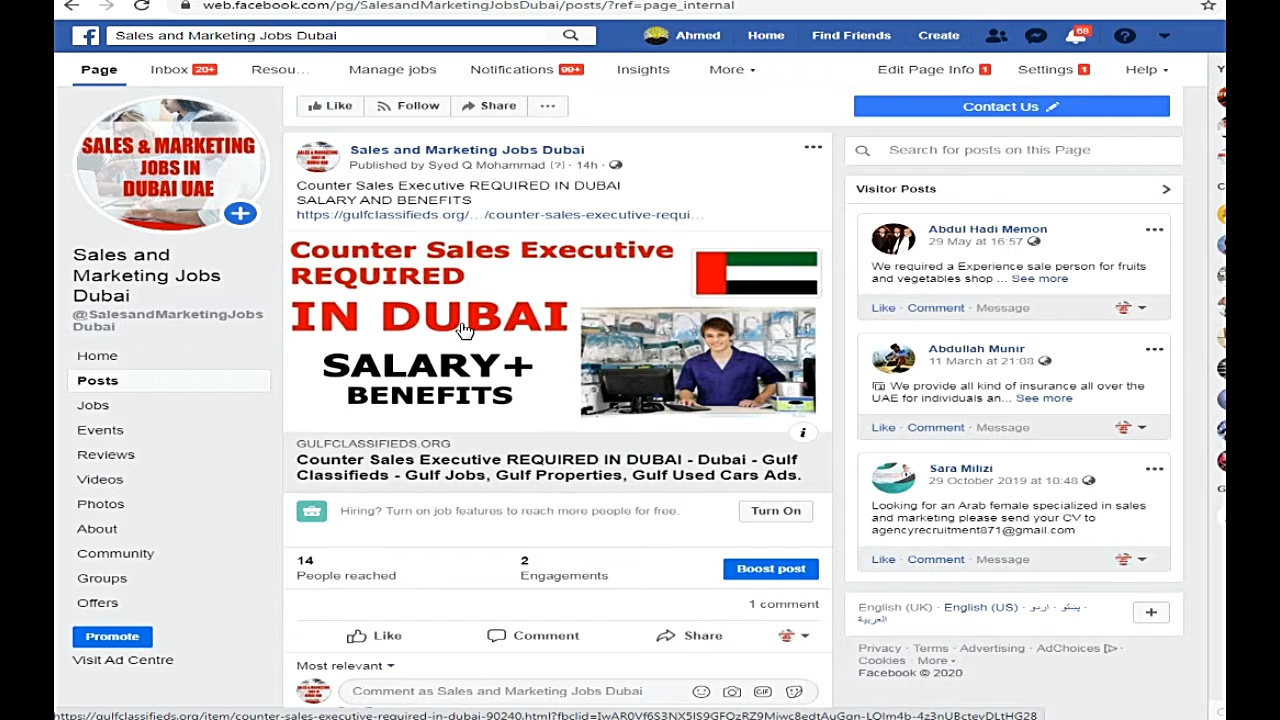 web.facebook.com/pg/SalesandMarketingJobsDubai/posts/?ref=page_internal
Sales and Marketing Jobs Dubai
Ahmed
Home
Find Friends
Create
68
Page
Inbox 20+
Resou...
Manage jobs
Notifications 99+
Insights
More
Edit Page Info 1
Settings 1
Help
SALES & MARKETING
JOBS IN
DUBAI UAE
Sales and
Marketing Jobs
Dubai
@SalesandMarketingJobs
Dubai
Home
Posts
Jobs
Events
Reviews
Videos
Photos
About
Community
Groups
Offers
Promote
Visit Ad Centre
Like
Follow
Share
Contact Us
Sales and Marketing Jobs Dubai
Published by Syed Q Mohammad [?] · 14h ·
Counter Sales Executive REQUIRED IN DUBAI
SALARY AND BENEFITS
https://gulfclassifieds.org/.../counter-sales-executive-requi...
Counter Sales Executive
REQUIRED
IN DUBAI
SALARY+
BENEFITS
GULFCLASSIFIEDS.ORG
Counter Sales Executive REQUIRED IN DUBAI - Dubai - Gulf
Classifieds - Gulf Jobs, Gulf Properties, Gulf Used Cars Ads.
Hiring? Turn on job features to reach more people for free.
Turn On
14
People reached
2
Engagements
Boost post
1 comment
Like
Comment
Share
Most relevant
Comment as Sales and Marketing Jobs Dubai
GIF
Search for posts on this Page
Visitor Posts
Abdul Hadi Memon
29 May at 16:57
We required a Experience sale person for fruits
and vegetables shop ... See more
Like · Comment · Message
Abdullah Munir
11 March at 21:08
We provide all kind of insurance all over the
UAE for individuals an... See more
Like · Comment · Message
Sara Milizi
29 October 2019 at 10:48
Looking for an Arab female specialized in sales
and marketing please send your CV to
agencyrecruitment871@gmail.com
Like · Comment · Message
English (UK) · English (US) · اردو · پښتو ·
العربية
Privacy · Terms · Advertising · AdChoices ·
Cookies · More
Facebook © 2020